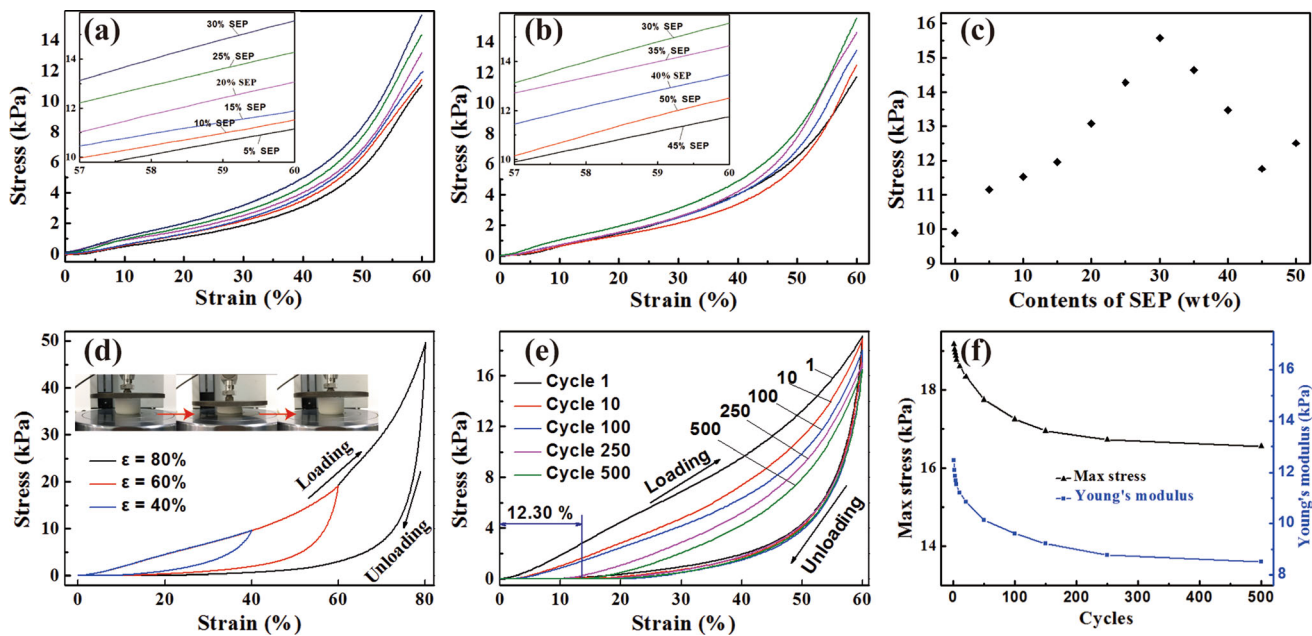 (a)
30% SEP
25% SEP
20% SEP
15% SEP
10% SEP
5% SEP
14
12
10
57 58 59 60
14
12
10
8
6
4
2
0
Stress (kPa)
0 10 20 30 40 50 60
Strain (%)
(b)
30% SEP
35% SEP
40% SEP
50% SEP
45% SEP
14
12
10
57 58 59 60
14
12
10
8
6
4
2
0
Stress (kPa)
0 10 20 30 40 50 60
Strain (%)
(c)
16
15
14
13
12
11
10
9
Stress (kPa)
0 10 20 30 40 50
Contents of SEP (wt%)
(d)
50
40
30
20
10
0
Stress (kPa)
ε = 80%
ε = 60%
ε = 40%
Loading
Unloading
0 10 20 30 40 50 60 70 80
Strain (%)
(e)
16
12
8
4
0
Stress (kPa)
Cycle 1
Cycle 10
Cycle 100
Cycle 250
Cycle 500
1
10
100
250
500
Loading
Unloading
12.30 %
0 10 20 30 40 50 60
Strain (%)
(f)
18
16
14
Max stress (kPa)
Max stress
Young's modulus
16
14
12
10
8
Young's modulus (kPa)
0 100 200 300 400 500
Cycles